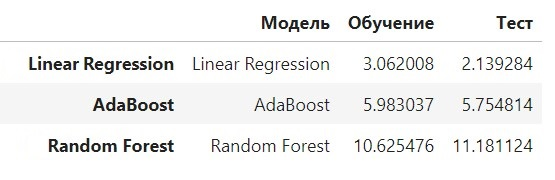 Модель Обучение Тест
Linear Regression Linear Regression 3.062008 2.139284
AdaBoost AdaBoost 5.983037 5.754814
Random Forest Random Forest 10.625476 11.181124